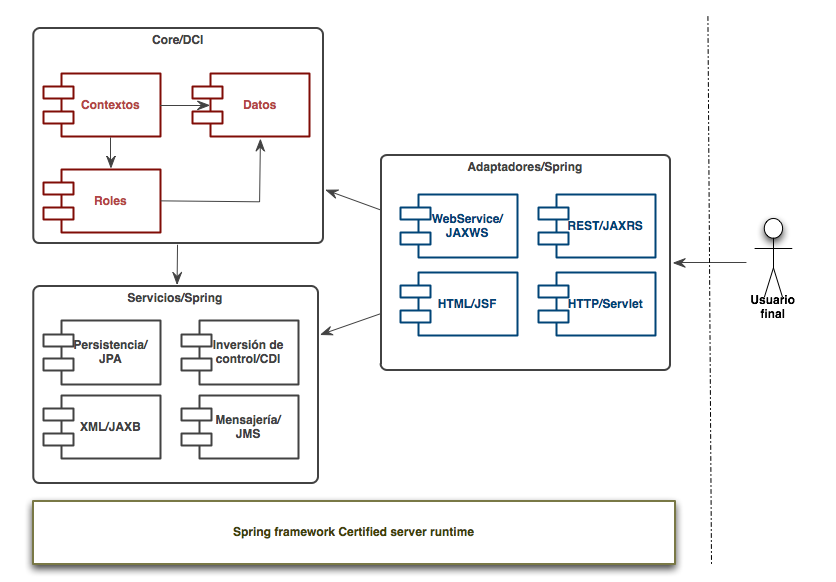 Core/DCI
Contextos
Datos
Roles
Adaptadores/Spring
WebService/
JAXWS
REST/JAXRS
HTML/JSF
HTTP/Servlet
Usuario
final
Servicios/Spring
Persistencia/
JPA
Inversión de
control/CDI
XML/JAXB
Mensajería/
JMS
Spring framework Certified server runtime